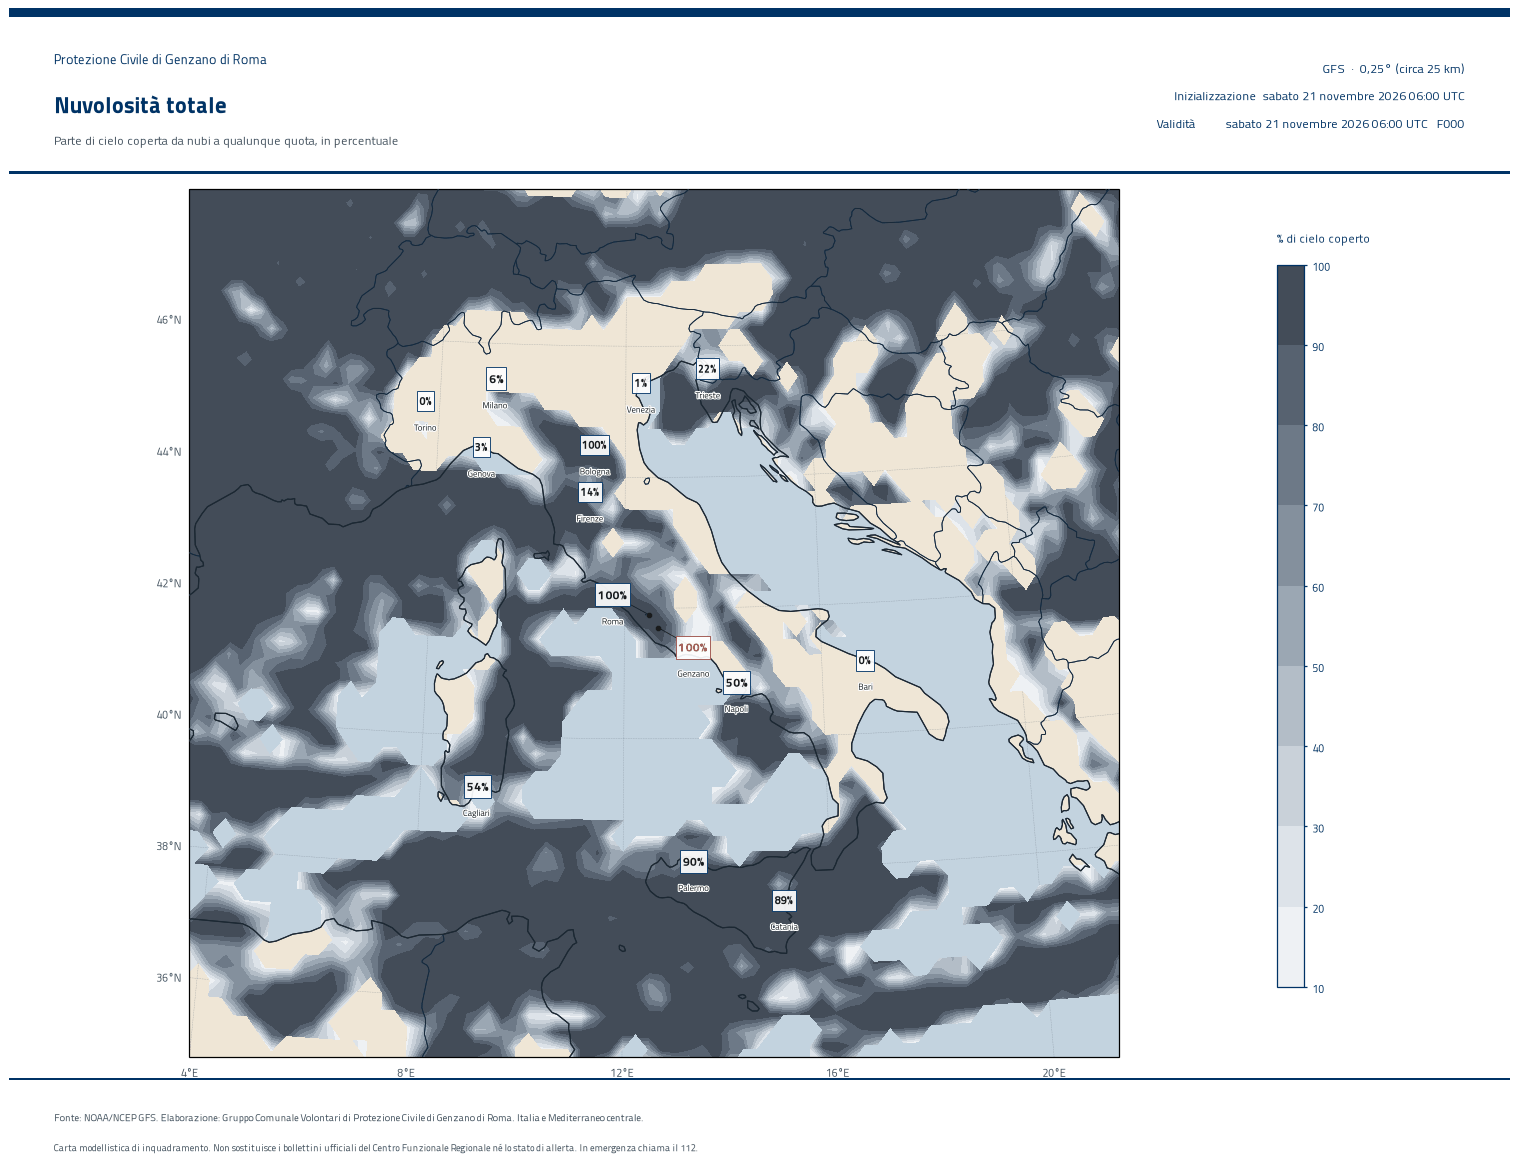 Protezione Civile di Genzano di Roma
Nuvolosità totale
Parte di cielo coperta da nubi a qualunque quota, in percentuale
GFS · 0,25° (circa 25 km)
Inizializzazione sabato 21 novembre 2026 06:00 UTC
Validità sabato 21 novembre 2026 06:00 UTC F000
% di cielo coperto
100
90
80
70
60
50
40
30
20
10
46°N
44°N
42°N
40°N
38°N
36°N
4°E
8°E
12°E
16°E
20°E
22%
Trieste
6%
Milano
1%
Venezia
0%
Torino
3%
Genova
100%
Bologna
14%
Firenze
100%
Roma
100%
Genzano
0%
Bari
50%
Napoli
54%
Cagliari
90%
Palermo
89%
Catania
Fonte: NOAA/NCEP GFS. Elaborazione: Gruppo Comunale Volontari di Protezione Civile di Genzano di Roma. Italia e Mediterraneo centrale.
Carta modellistica di inquadramento. Non sostituisce i bollettini ufficiali del Centro Funzionale Regionale né lo stato di allerta. In emergenza chiama il 112.